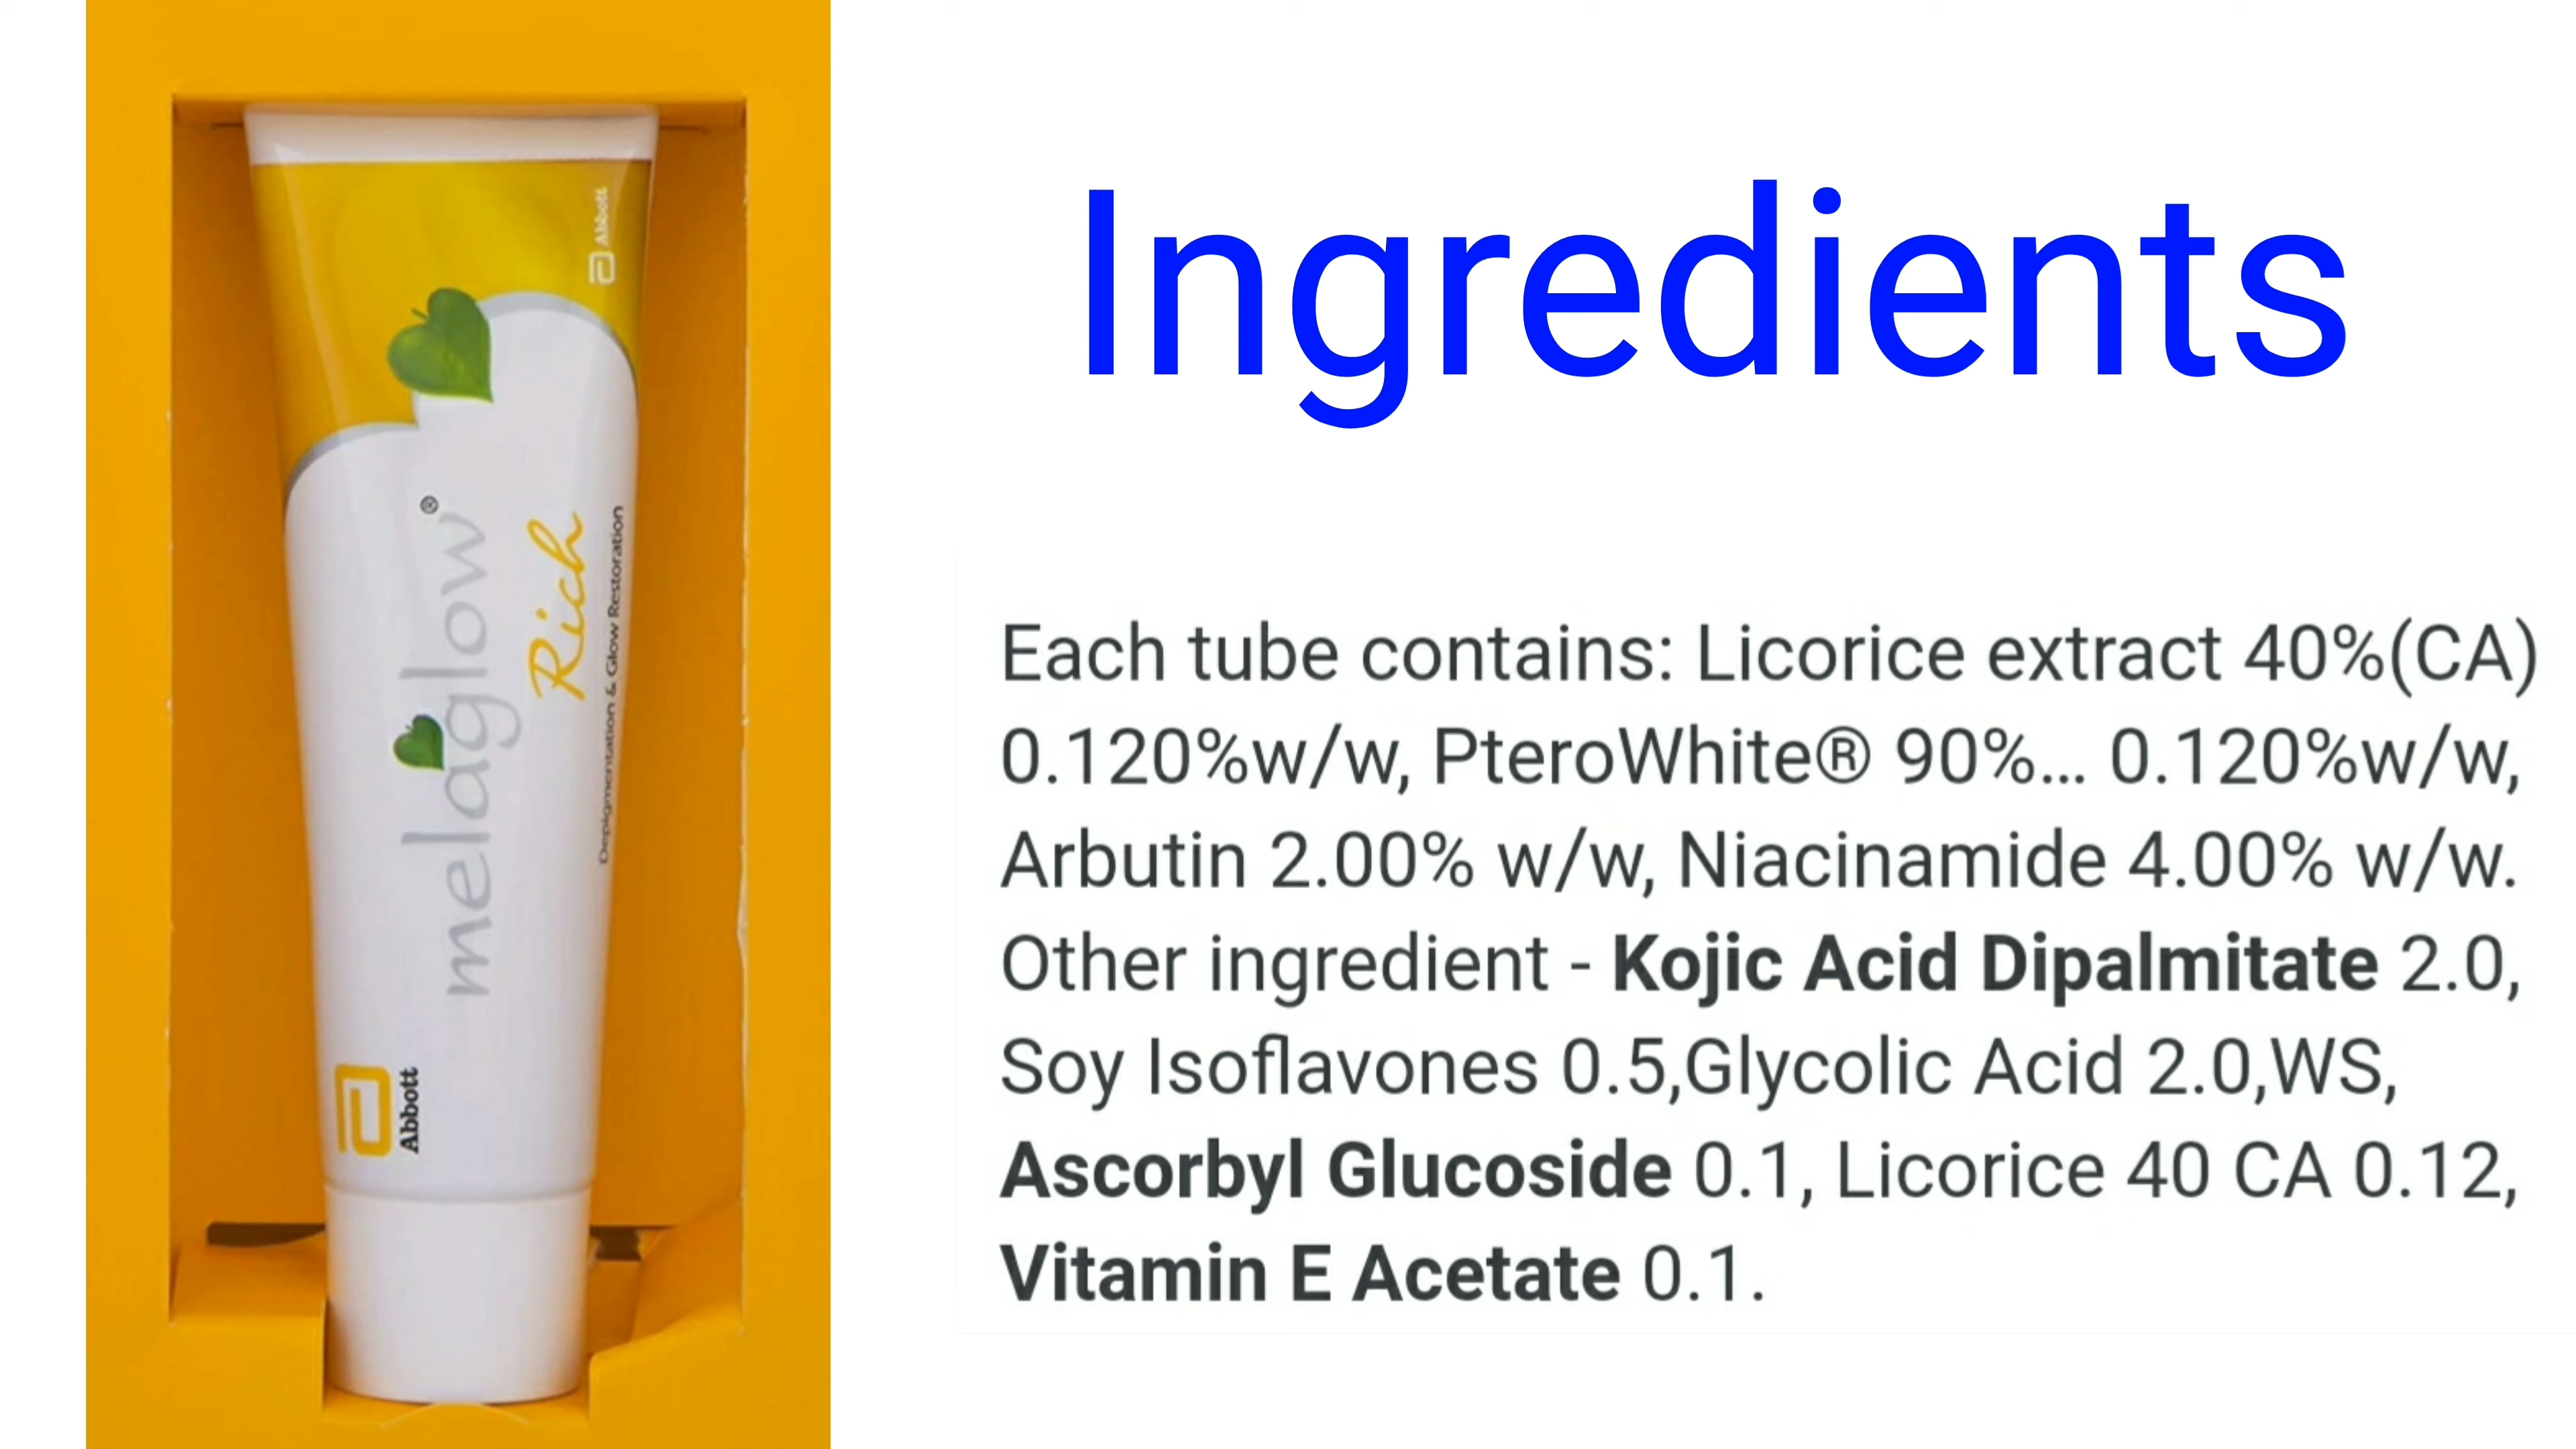 Abbott
melaglow®
Rich
Depigmentation & Glow Restoration
Abbott
Ingredients
Each tube contains: Licorice extract 40%(CA)
0.120%w/w, PteroWhite® 90%... 0.120%w/w,
Arbutin 2.00% w/w, Niacinamide 4.00% w/w.
Other ingredient - Kojic Acid Dipalmitate 2.0,
Soy Isoflavones 0.5,Glycolic Acid 2.0,WS,
Ascorbyl Glucoside 0.1, Licorice 40 CA 0.12,
Vitamin E Acetate 0.1.